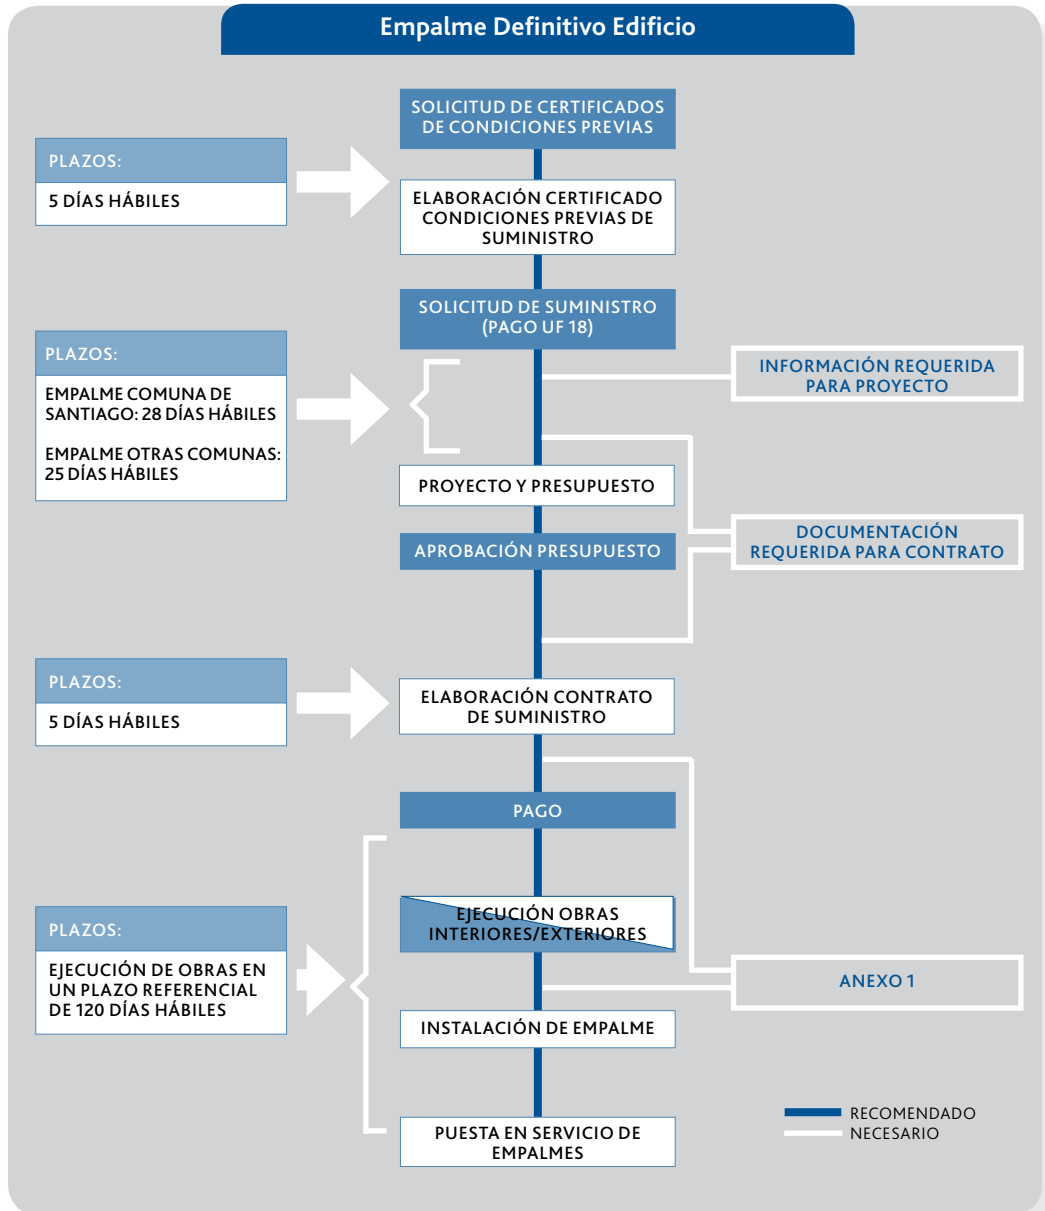 Empalme Definitivo Edificio
SOLICITUD DE CERTIFICADOS
DE CONDICIONES PREVIAS
PLAZOS:
5 DÍAS HÁBILES
ELABORACIÓN CERTIFICADO
CONDICIONES PREVIAS DE
SUMINISTRO
SOLICITUD DE SUMINISTRO
(PAGO UF 18)
PLAZOS:
EMPALME COMUNA DE
SANTIAGO: 28 DÍAS HÁBILES
EMPALME OTRAS COMUNAS:
25 DÍAS HÁBILES
INFORMACIÓN REQUERIDA
PARA PROYECTO
PROYECTO Y PRESUPUESTO
APROBACIÓN PRESUPUESTO
DOCUMENTACIÓN
REQUERIDA PARA CONTRATO
PLAZOS:
5 DÍAS HÁBILES
ELABORACIÓN CONTRATO
DE SUMINISTRO
PAGO
EJECUCIÓN OBRAS
INTERIORES/EXTERIORES
PLAZOS:
EJECUCIÓN DE OBRAS EN
UN PLAZO REFERENCIAL
DE 120 DÍAS HÁBILES
ANEXO 1
INSTALACIÓN DE EMPALME
PUESTA EN SERVICIO DE
EMPALMES
RECOMENDADO
NECESARIO